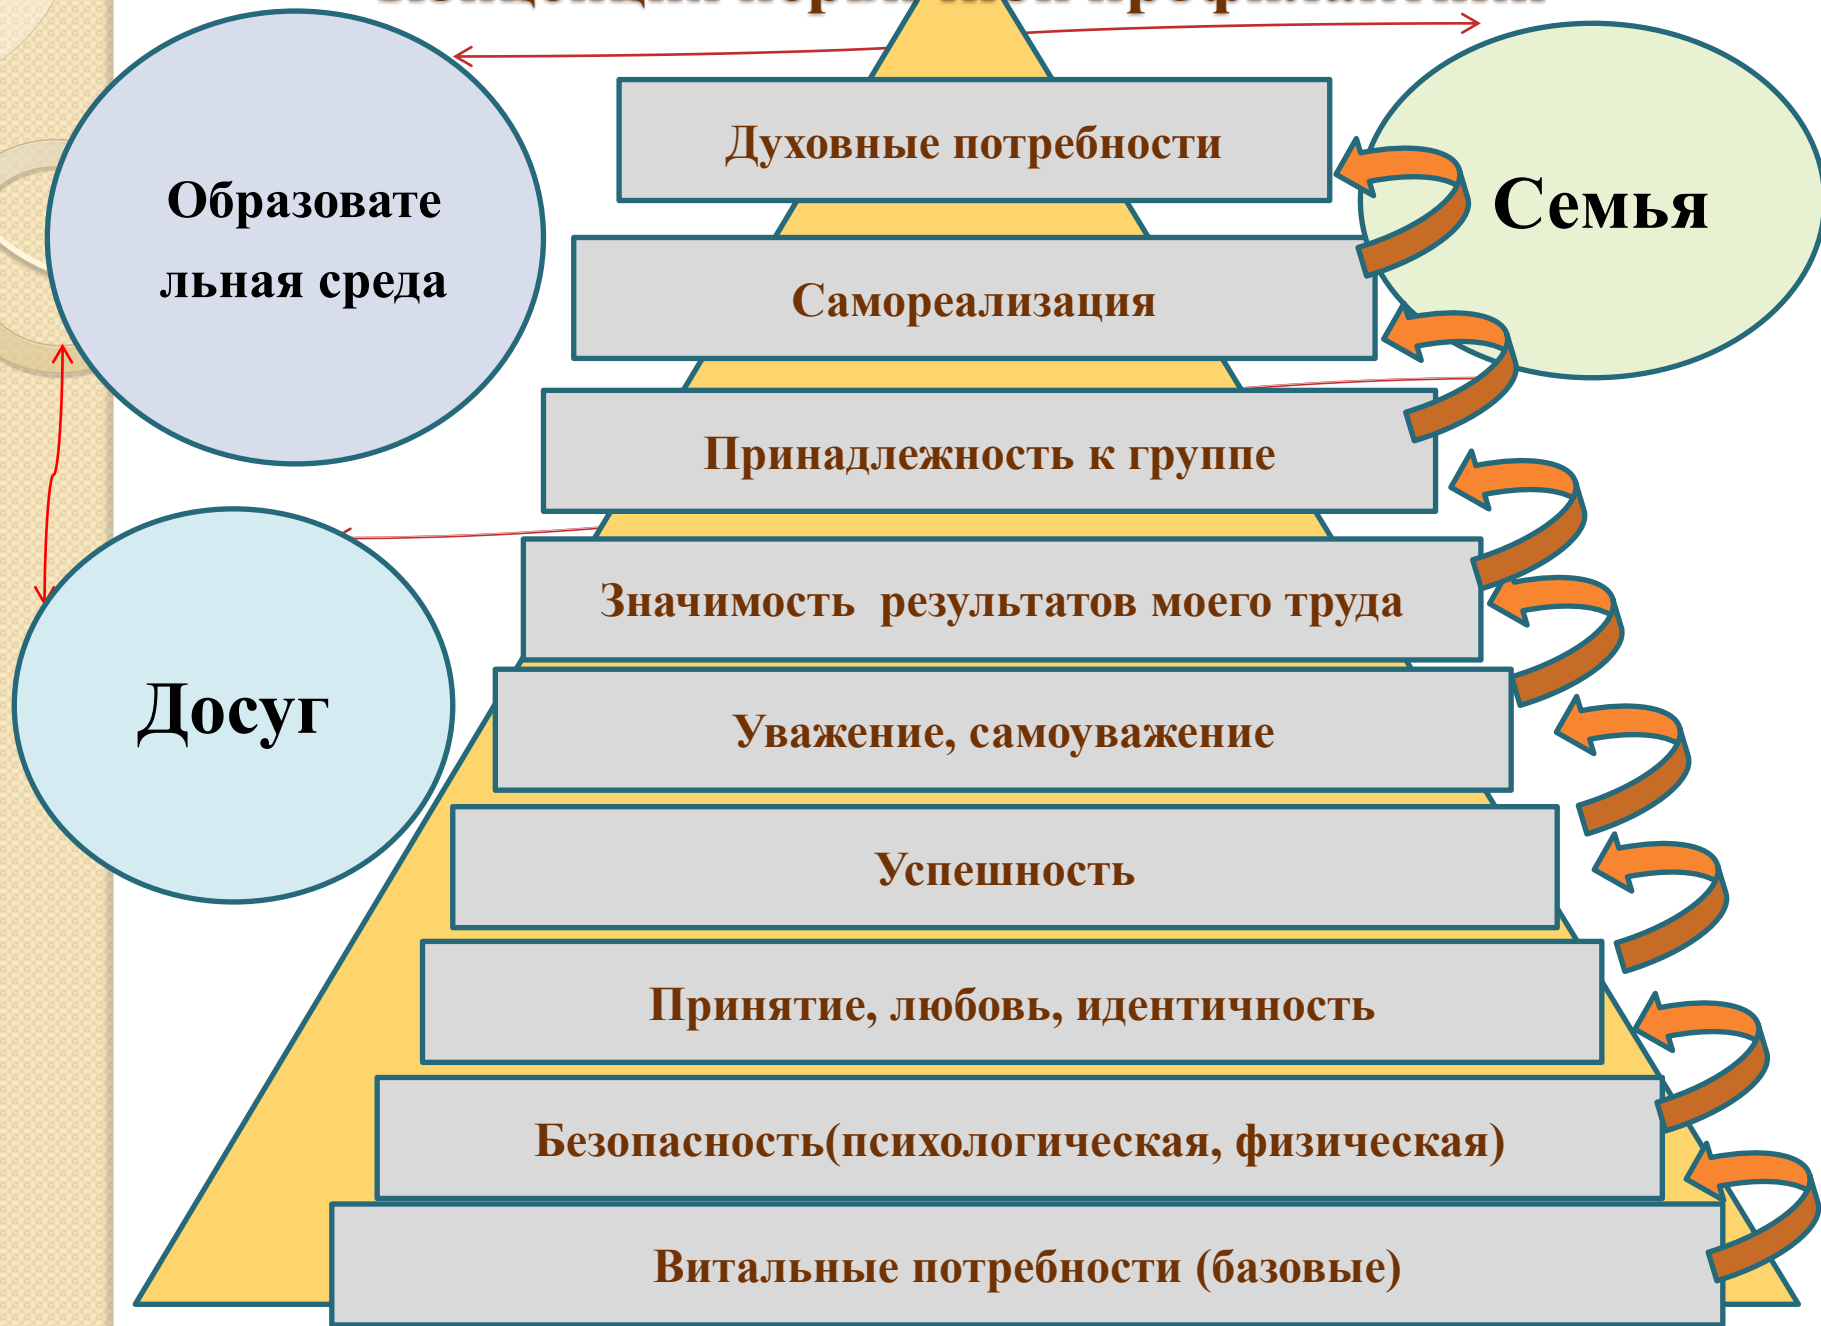 Духовные потребности
Образовате
льная среда
Семья
Самореализация
Принадлежность к группе
Значимость  результатов моего труда
Досуг
Уважение, самоуважение
Успешность
Принятие, любовь, идентичность
Безопасность(психологическая, физическая)
Витальные потребности (базовые)